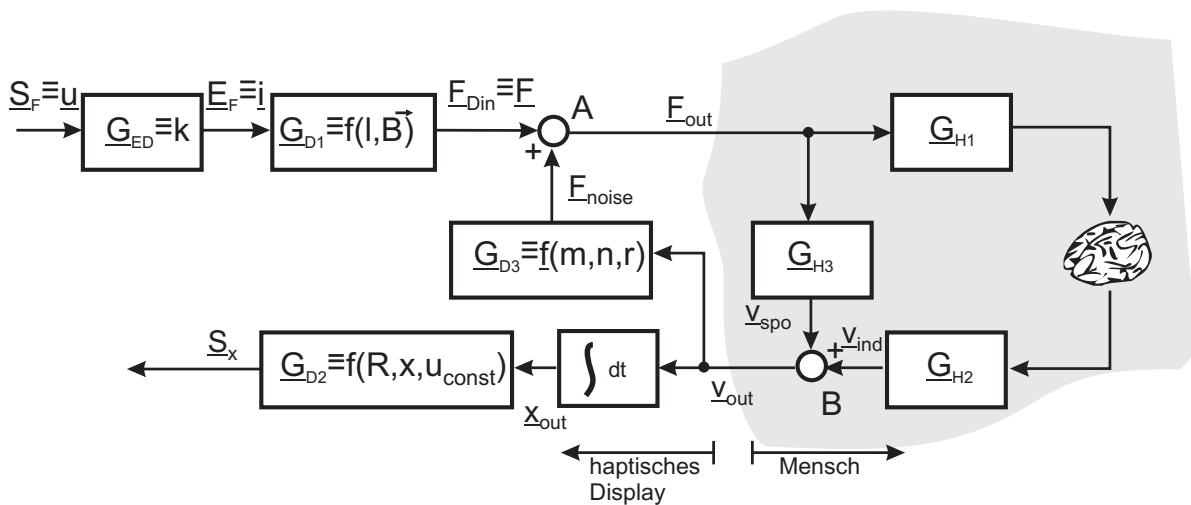 S_F≡u
G_ED≡k
E_F≡i
G_D1≡f(l,B⃗)
F_Din≡F
A
+
F_out
G_H1
F_noise
G_D3≡f(m,n,r)
G_H3
v_spo
+
v_ind
G_H2
B
v_out
∫ dt
x_out
G_D2≡f(R,x,u_const)
S_x
haptisches
Display
Mensch